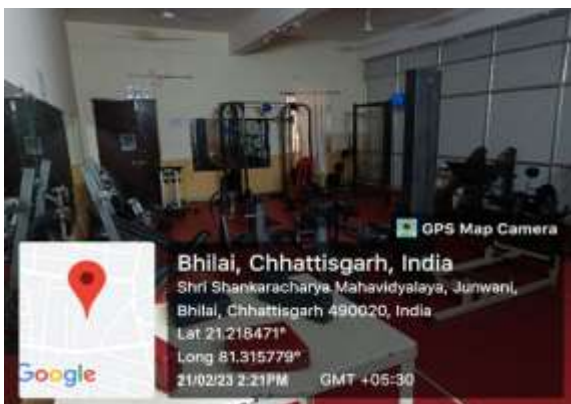 GPS Map Camera
Bhilai, Chhattisgarh, India
Shri Shankaracharya Mahavidyalaya, Junwani,
Bhilai, Chhattisgarh 490020, India
Lat 21.218471°
Long 81.315779°
21/02/23 2:21PM GMT +05:30
Google